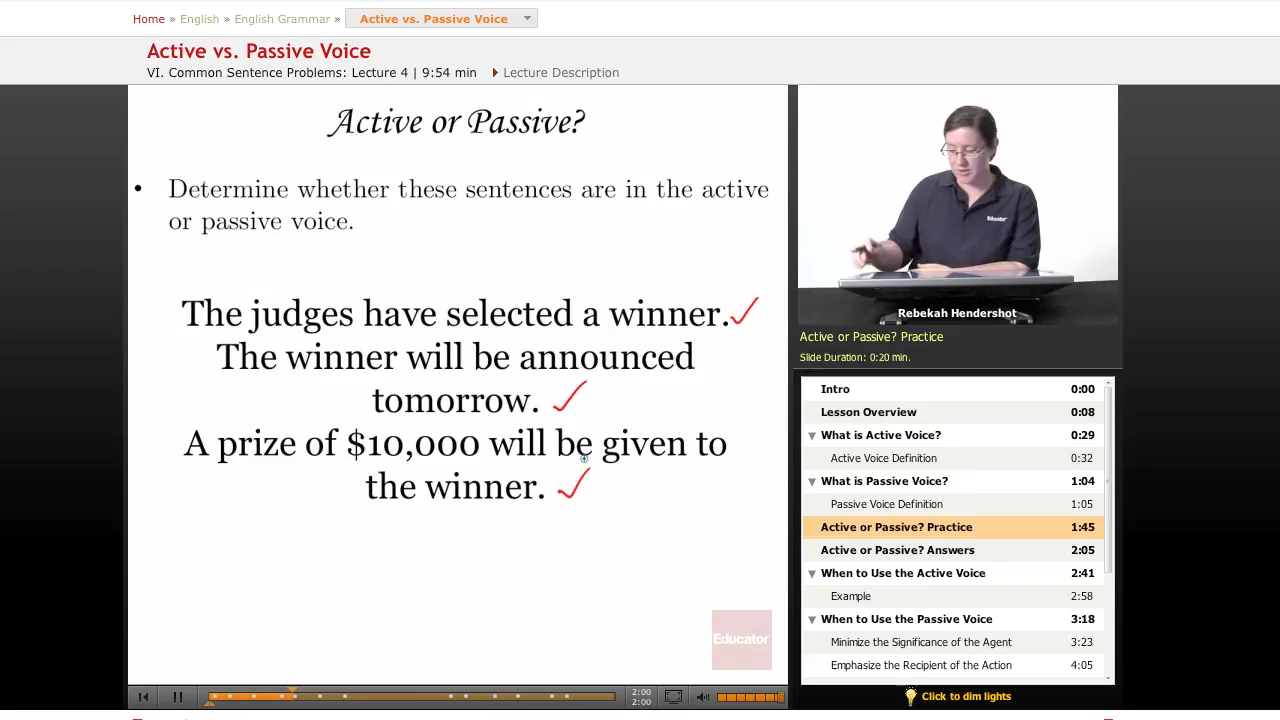 Home » English » English Grammar » Active vs. Passive Voice
Active vs. Passive Voice
VI. Common Sentence Problems: Lecture 4 | 9:54 min Lecture Description
Active or Passive?
• Determine whether these sentences are in the active
or passive voice.
The judges have selected a winner.
The winner will be announced
tomorrow.
A prize of $10,000 will be given to
the winner.
Educator
2:00
2:00
Educator
Rebekah Hendershot
Active or Passive? Practice
Slide Duration: 0:20 min.
Intro 0:00
Lesson Overview 0:08
What is Active Voice? 0:29
Active Voice Definition 0:32
What is Passive Voice? 1:04
Passive Voice Definition 1:05
Active or Passive? Practice 1:45
Active or Passive? Answers 2:05
When to Use the Active Voice 2:41
Example 2:58
When to Use the Passive Voice 3:18
Minimize the Significance of the Agent 3:23
Emphasize the Recipient of the Action 4:05
Click to dim lights